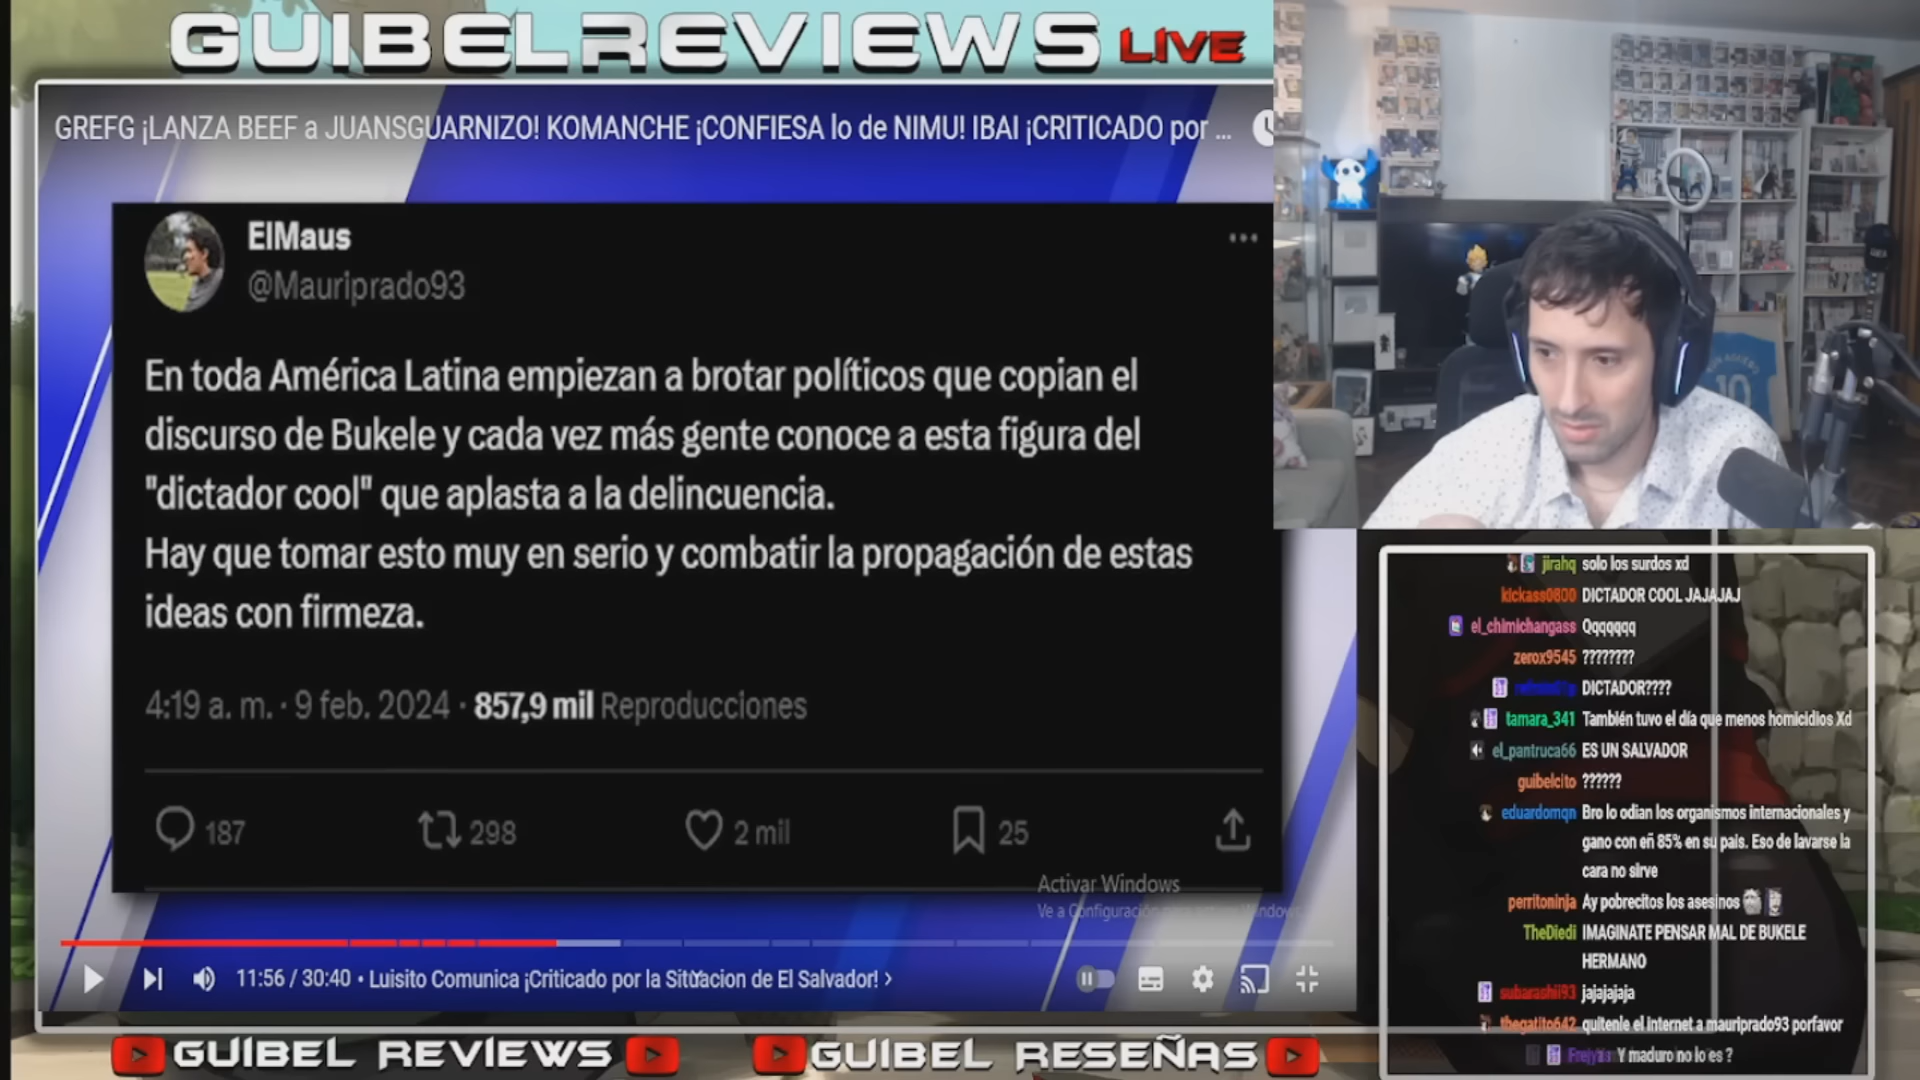 GUIBELREVIEWS LIVE
GREFG ¡LANZA BEEF a JUANSGUARNIZO! KOMANCHE ¡CONFIESA lo de NIMU! IBAI ¡CRITICADO por ...
ElMaus
@Mauriprado93
En toda América Latina empiezan a brotar políticos que copian el
discurso de Bukele y cada vez más gente conoce a esta figura del
"dictador cool" que aplasta a la delincuencia.
Hay que tomar esto muy en serio y combatir la propagación de estas
ideas con firmeza.
4:19 a. m. · 9 feb. 2024 · 857,9 mil Reproducciones
187 298 2 mil 25
Activar Windows
Ve a Configuración
11:56 / 30:40 • Luisito Comunica ¡Criticado por la Situacion de El Salvador! ›
GUIBEL REVIEWS GUIBEL RESEÑAS
10
jirahq solo los surdos xd
kickass0800 DICTADOR COOL JAJAJAJ
el_chimichangass Qqqqqqq
zerox9545 ????????
DICTADOR????
tamara_341 También tuvo el día que menos homicidios Xd
el_pantruca66 ES UN SALVADOR
guibelcito ??????
eduardomqn Bro lo odian los organismos internacionales y
gano con eñ 85% en su pais. Eso de lavarse la
cara no sirve
perritoninja Ay pobrecitos los asesinos
TheDiedi IMAGINATE PENSAR MAL DE BUKELE
HERMANO
subarashii93 jajajajaja
thegatito642 quitenle el internet a mauriprado93 porfavor
Y maduro no lo es ?